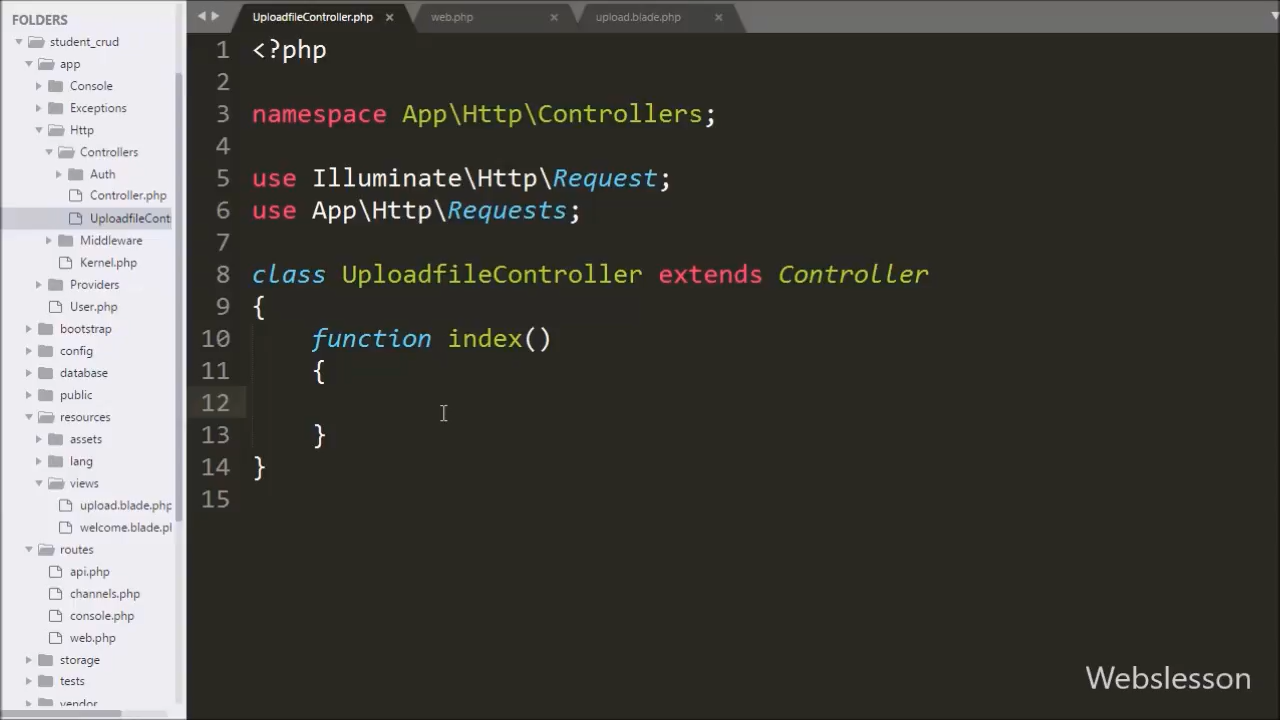 FOLDERS
student_crud
app
Console
Exceptions
Http
Controllers
Auth
Controller.php
UploadfileCont
Middleware
Kernel.php
Providers
User.php
bootstrap
config
database
public
resources
assets
lang
views
upload.blade.php
welcome.blade.pl
routes
api.php
channels.php
console.php
web.php
storage
tests
vendor
UploadfileController.php × web.php × upload.blade.php ×
1 <?php
2
3 namespace App\Http\Controllers;
4
5 use Illuminate\Http\Request;
6 use App\Http\Requests;
7
8 class UploadfileController extends Controller
9 {
10 function index()
11 {
12
13 }
14 }
15
Webslesson